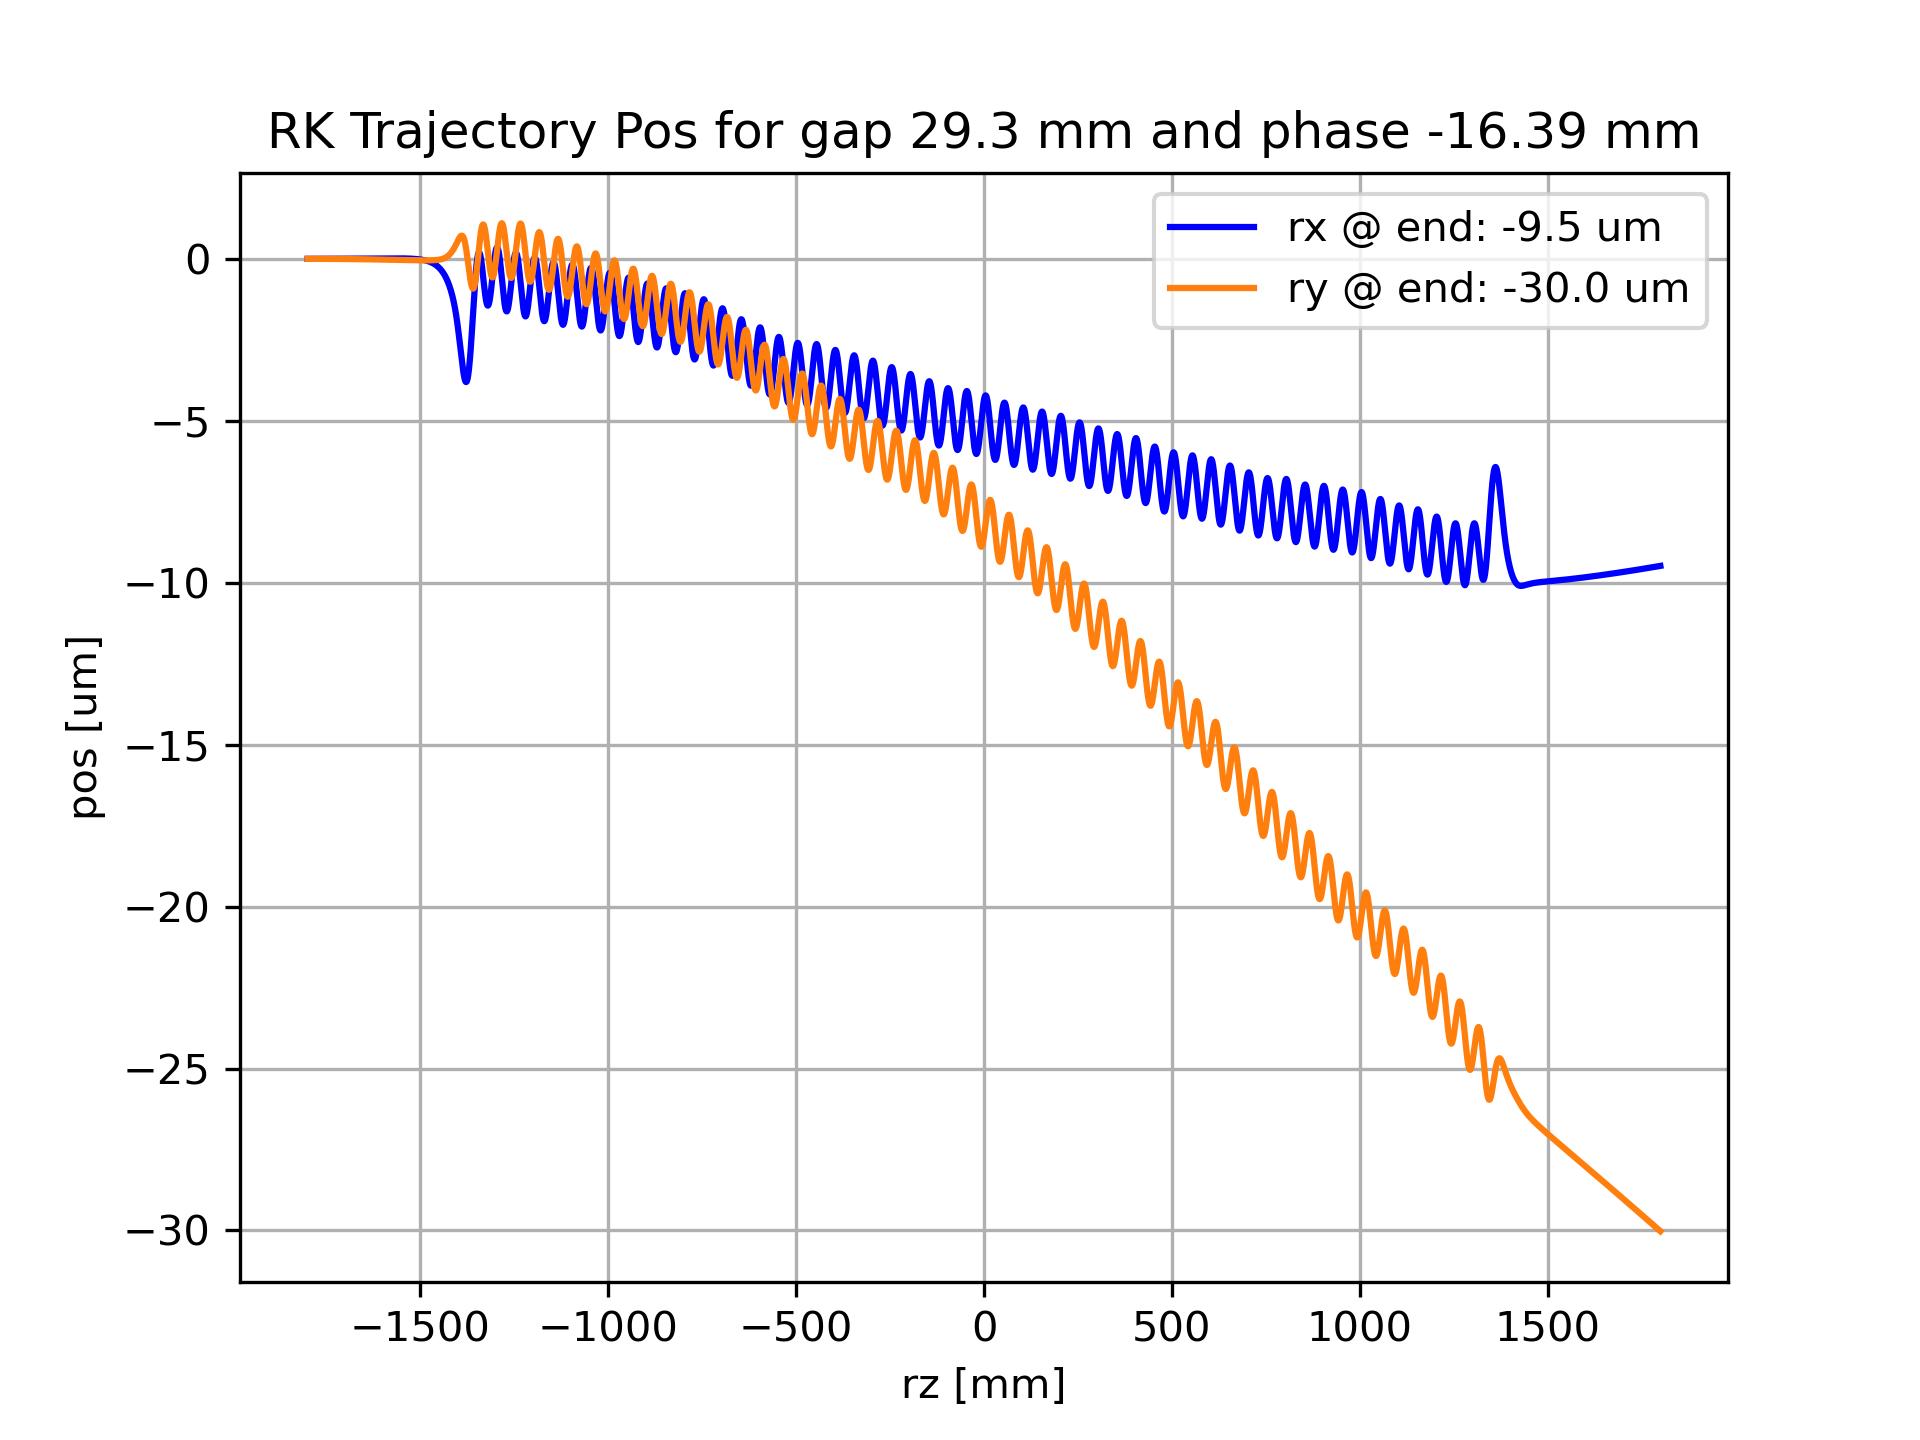 RK Trajectory Pos for gap 29.3 mm and phase -16.39 mm
rx @ end: -9.5 um
ry @ end: -30.0 um
pos [um]
0
−5
−10
−15
−20
−25
−30
−1500 −1000 −500 0 500 1000 1500
rz [mm]